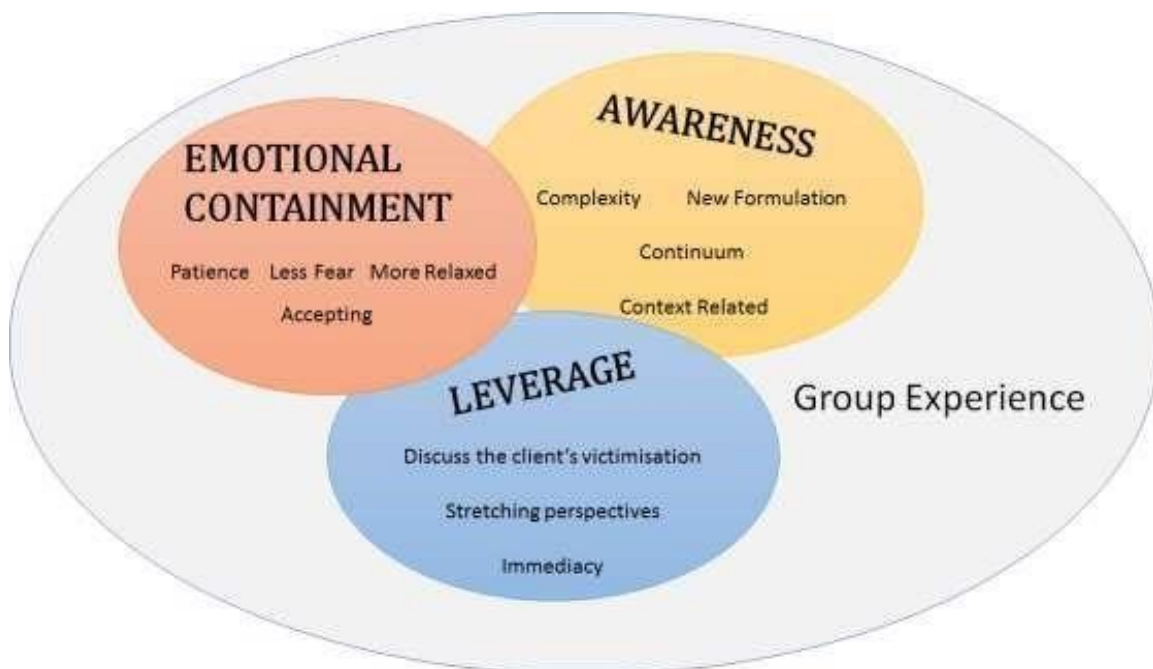 EMOTIONAL
CONTAINMENT
Patience Less Fear More Relaxed
Accepting
AWARENESS
Complexity New Formulation
Continuum
Context Related
LEVERAGE
Discuss the client's victimisation
Stretching perspectives
Immediacy
Group Experience